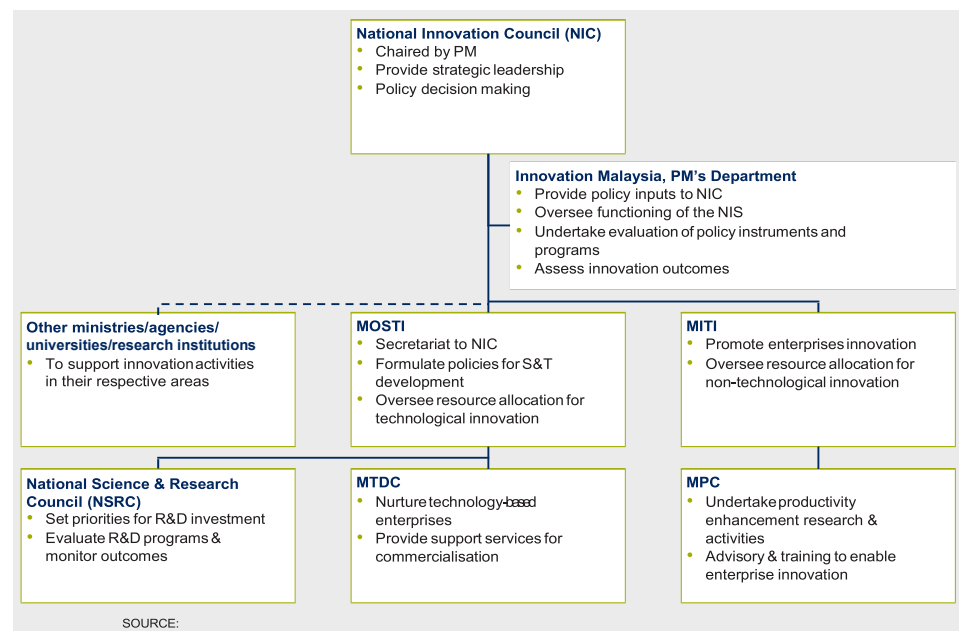 National Innovation Council (NIC)
• Chaired by PM
• Provide strategic leadership
• Policy decision making
Innovation Malaysia, PM's Department
• Provide policy inputs to NIC
• Oversee functioning of the NIS
• Undertake evaluation of policy instruments and
programs
• Assess innovation outcomes
Other ministries/agencies/
universities/research institutions
• To support innovation activities
in their respective areas
MOSTI
• Secretariat to NIC
• Formulate policies for S&T
development
• Oversee resource allocation for
technological innovation
MITI
• Promote enterprises innovation
• Oversee resource allocation for
non-technological innovation
National Science & Research
Council (NSRC)
• Set priorities for R&D investment
• Evaluate R&D programs &
monitor outcomes
MTDC
• Nurture technology-based
enterprises
• Provide support services for
commercialisation
MPC
• Undertake productivity
enhancement research &
activities
• Advisory & training to enable
enterprise innovation
SOURCE: